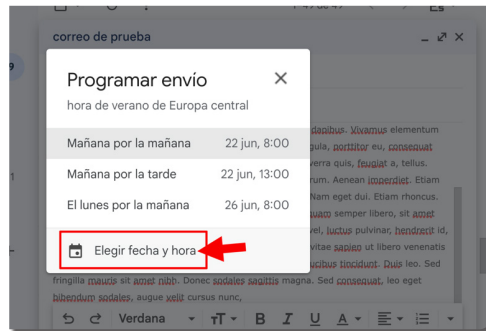 correo de prueba
9
Programar envío
hora de verano de Europa central
Mañana por la mañana 22 jun, 8:00
Mañana por la tarde 22 jun, 13:00
El lunes por la mañana 26 jun, 8:00
Elegir fecha y hora
dapibus. Vivamus elementum
gula, porttitor eu, consequat
verra quis, feugiat a, tellus.
rum. Aenean imperdiet. Etiam
Nam eget dui. Etiam rhoncus.
quam semper libero, sit amet
vel, luctus pulvinar, hendrerit id,
vitae sapien ut libero venenatis
faucibus tincidunt. Duis leo. Sed
fringilla mauris sit amet nibh. Donec sodales sagittis magna. Sed consequat, leo eget
bibendum sodales, augue velit cursus nunc,
Verdana
B I U A